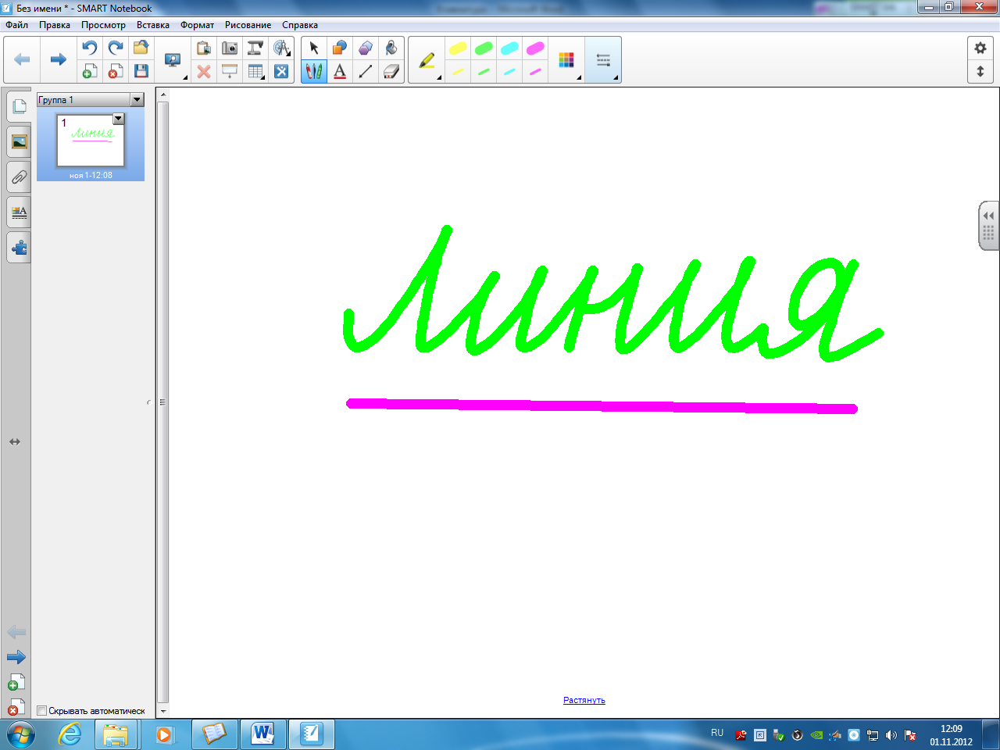 Без имени * - SMART Notebook
Файл Правка Просмотр Вставка Формат Рисование Справка
Группа 1
1
линия
ноя 1-12:08
линия
Растянуть
Скрывать автоматическ
RU
12:09
01.11.2012